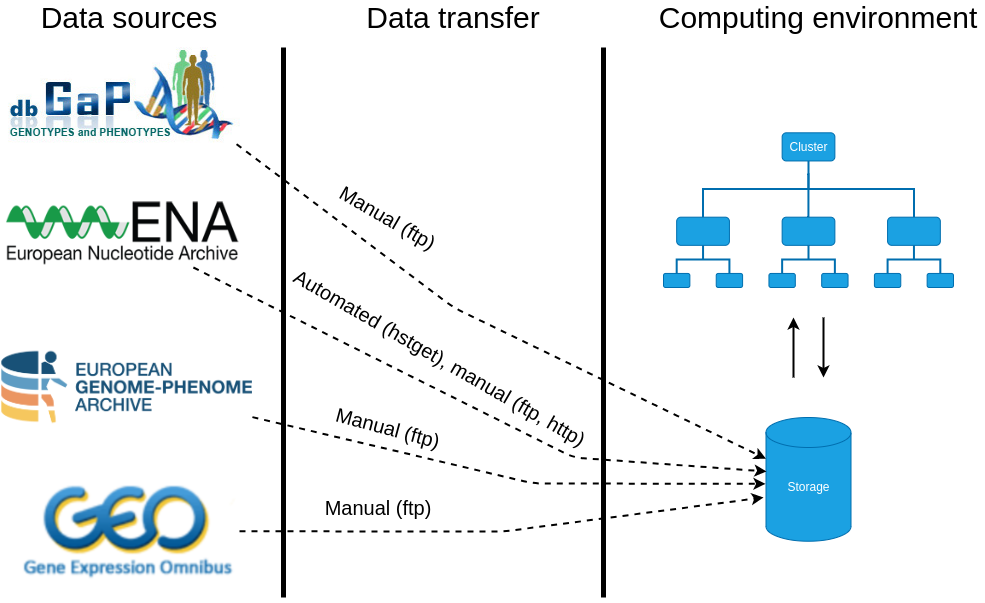 Data sources
Data transfer
Computing environment
db GaP
GENOTYPES and PHENOTYPES
ENA
European Nucleotide Archive
EUROPEAN
GENOME-PHENOME
ARCHIVE
GEO
Gene Expression Omnibus
Manual (ftp)
Automated (hstget), manual (ftp, http)
Manual (ftp)
Manual (ftp)
Cluster
Storage